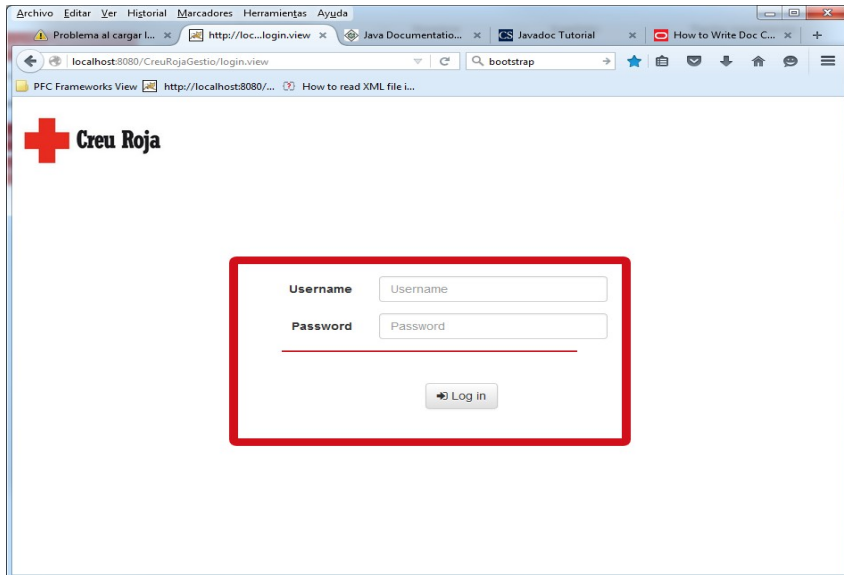 Archivo Editar Ver Historial Marcadores Herramientas Ayuda
Problema al cargar l... × http://loc...login.view × Java Documentatio... × CS Javadoc Tutorial × How to Write Doc C... × +
localhost:8080/CreuRojaGestio/login.view bootstrap
PFC Frameworks View http://localhost:8080/... How to read XML file i...
Creu Roja
Username Username
Password Password
Log in